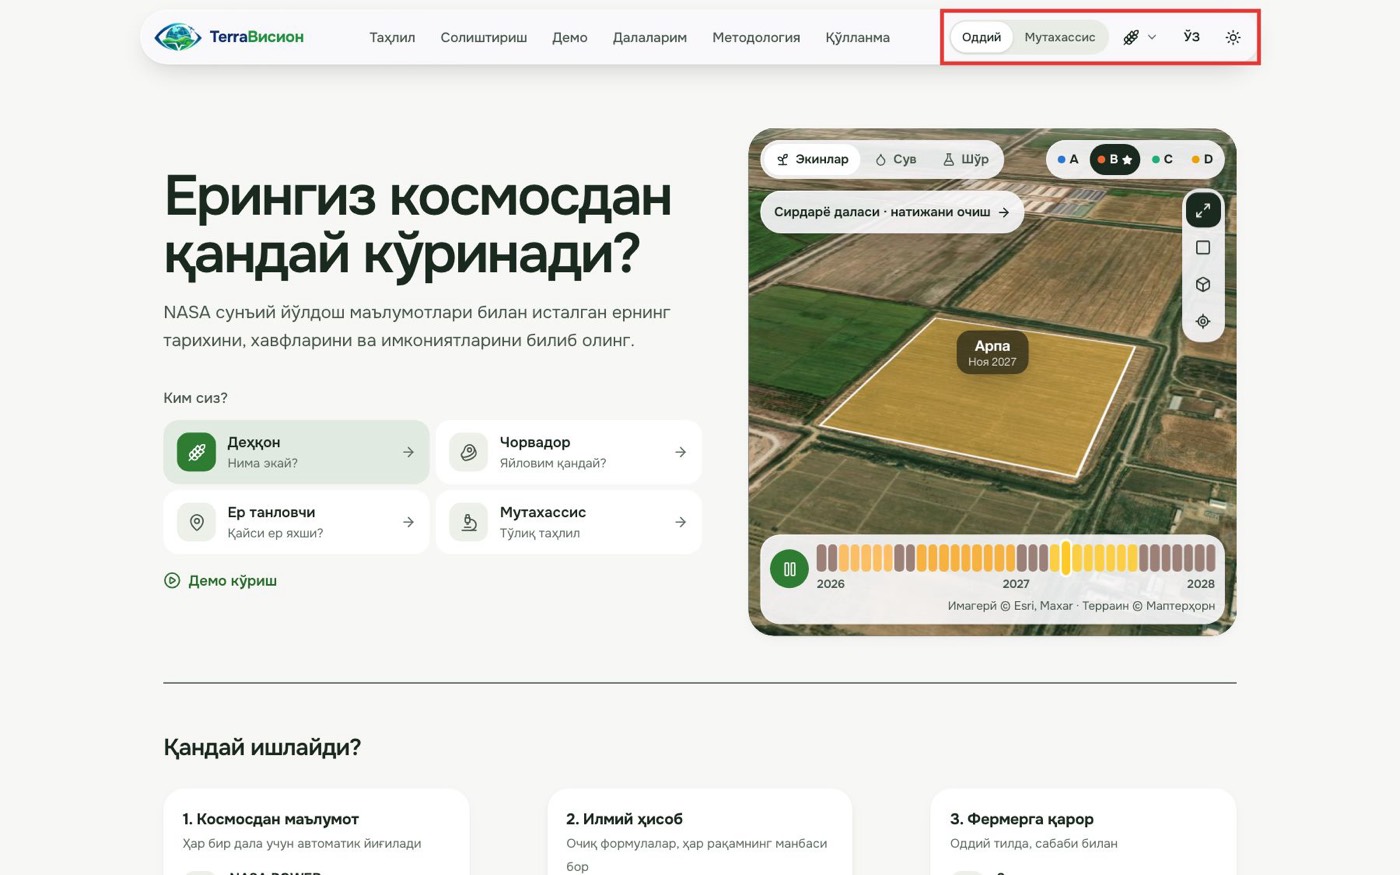 TerraВисион
Таҳлил
Солиштириш
Демо
Далаларим
Методология
Қўлланма
Оддий
Мутахассис
ЎЗ
Ерингиз космосдан
қандай кўринади?
NASA сунъий йўлдош маълумотлари билан исталган ернинг
тарихини, хавфларини ва имкониятларини билиб олинг.
Ким сиз?
Деҳқон
Нима экай?
Чорвадор
Яйловим қандай?
Ер танловчи
Қайси ер яхши?
Мутахассис
Тўлиқ таҳлил
Демо кўриш
Экинлар
Сув
Шўр
A
B
C
D
Сирдарё даласи · натижани очиш
Арпа
Ноя 2027
2026
2027
2028
Имагерй © Esri, Maxar · Терраин © Маптерҳорн
Қандай ишлайди?
1. Космосдан маълумот
Ҳар бир дала учун автоматик йиғилади
2. Илмий ҳисоб
Очиқ формулалар, ҳар рақамнинг манбаси
бор
3. Фермерга қарор
Оддий тилда, сабаби билан